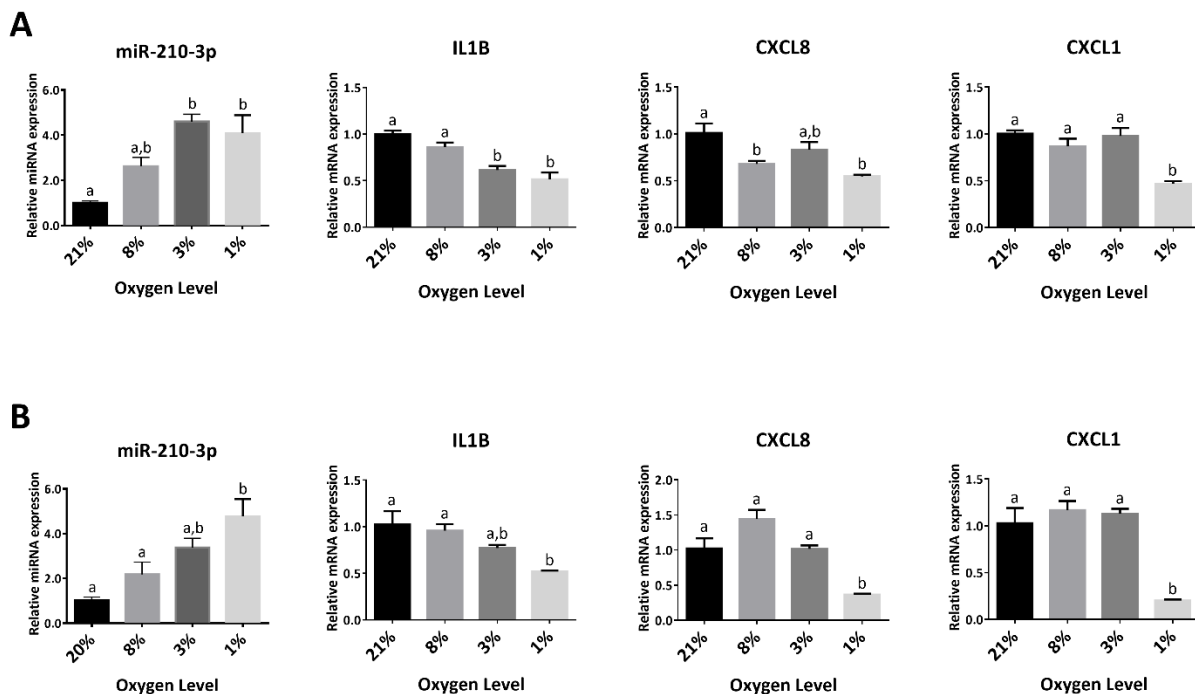 A
miR-210-3p
Relative miRNA expression
6.0
4.0
2.0
0.0
a
a,b
b
b
21%
8%
3%
1%
Oxygen Level
IL1B
Relative mRNA expression
1.5
1.0
0.5
0.0
a
a
b
b
21%
8%
3%
1%
Oxygen Level
CXCL8
Relative mRNA expression
1.5
1.0
0.5
0.0
a
b
a,b
b
21%
8%
3%
1%
Oxygen Level
CXCL1
Relative mRNA expression
1.5
1.0
0.5
0.0
a
a
a
b
21%
8%
3%
1%
Oxygen Level
B
miR-210-3p
Relative miRNA expression
6.0
4.0
2.0
0.0
a
a
a,b
b
20%
8%
3%
1%
Oxygen Level
IL1B
Relative mRNA expression
1.5
1.0
0.5
0.0
a
a
a,b
b
21%
8%
3%
1%
Oxygen Level
CXCL8
Relative mRNA expression
2.0
1.5
1.0
0.5
0.0
a
a
a
b
21%
8%
3%
1%
Oxygen Level
CXCL1
Relative mRNA expression
1.5
1.0
0.5
0.0
a
a
a
b
21%
8%
3%
1%
Oxygen Level